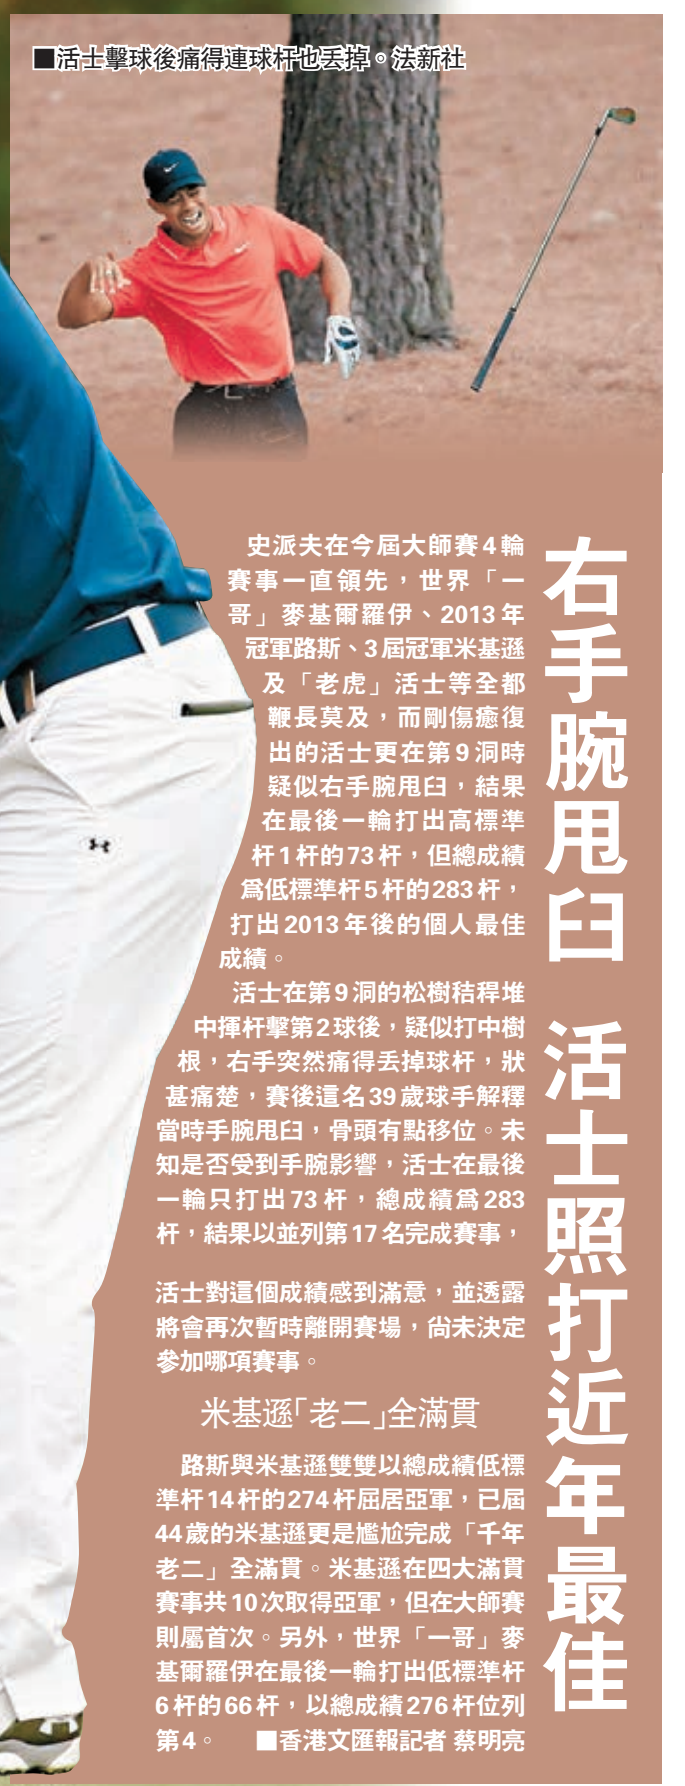 ■活士擊球後痛得連球杆也丟掉。法新社
右手腕甩臼 活士照打近年最佳
史派夫在今屆大師賽4輪
賽事一直領先，世界「一
哥」麥基爾羅伊、2013年
冠軍路斯、3屆冠軍米基遜
及「老虎」活士等全都
鞭長莫及，而剛傷癒復
出的活士更在第9洞時
疑似右手腕甩臼，結果
在最後一輪打出高標準
杆1杆的73杆，但總成績
為低標準杆5杆的283杆，
打出2013年後的個人最佳
成績。
活士在第9洞的松樹秸稈堆
中揮杆擊第2球後，疑似打中樹
根，右手突然痛得丟掉球杆，狀
甚痛楚，賽後這名39歲球手解釋
當時手腕甩臼，骨頭有點移位。未
知是否受到手腕影響，活士在最後
一輪只打出73杆，總成績為283
杆，結果以並列第17名完成賽事，
活士對這個成績感到滿意，並透露
將會再次暫時離開賽場，尚未決定
參加哪項賽事。
米基遜「老二」全滿貫
路斯與米基遜雙雙以總成績低標
準杆14杆的274杆屈居亞軍，已屆
44歲的米基遜更是尷尬完成「千年
老二」全滿貫。米基遜在四大滿貫
賽事共10次取得亞軍，但在大師賽
則屬首次。另外，世界「一哥」麥
基爾羅伊在最後一輪打出低標準杆
6杆的66杆，以總成績276杆位列
第4。 ■香港文匯報記者 蔡明亮